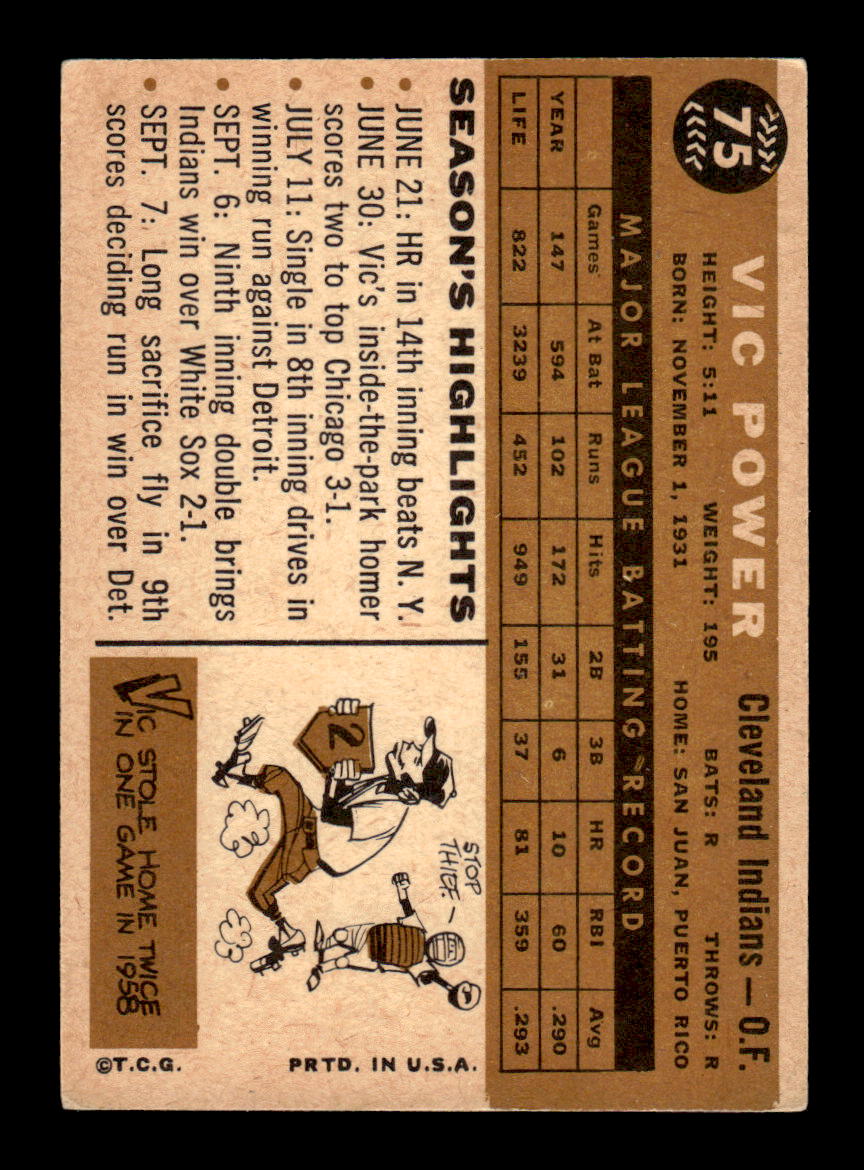 75
VIC POWER Cleveland Indians — O.F.
HEIGHT: 5:11 WEIGHT: 195 BATS: R THROWS: R
BORN: NOVEMBER 1, 1931 HOME: SAN JUAN, PUERTO RICO
MAJOR LEAGUE BATTING RECORD
Games At Bat Runs Hits 2B 3B HR RBI Avg
YEAR 147 594 102 172 31 6 10 60 .290
LIFE 822 3239 452 949 155 37 81 359 .293
SEASON'S HIGHLIGHTS
• JUNE 21: HR in 14th inning beats N. Y.
• JUNE 30: Vic's inside-the-park homer
scores two to top Chicago 3-1.
• JULY 11: Single in 8th inning drives in
winning run against Detroit.
• SEPT. 6: Ninth inning double brings
Indians win over White Sox 2-1.
• SEPT. 7: Long sacrifice fly in 9th
scores deciding run in win over Det.
STOP
THIEF.—
2
VIC STOLE HOME TWICE
IN ONE GAME IN 1958
PRTD. IN U.S.A.
©T.C.G.